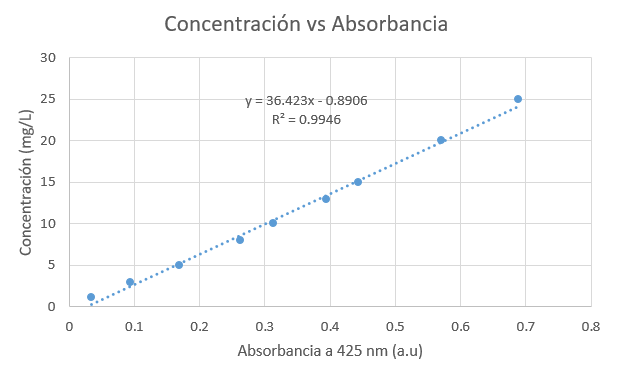 Concentración vs Absorbancia
30
25
20
15
10
5
0
Concentración (mg/L)
y = 36.423x - 0.8906
R² = 0.9946
0 0.1 0.2 0.3 0.4 0.5 0.6 0.7 0.8
Absorbancia a 425 nm (a.u)